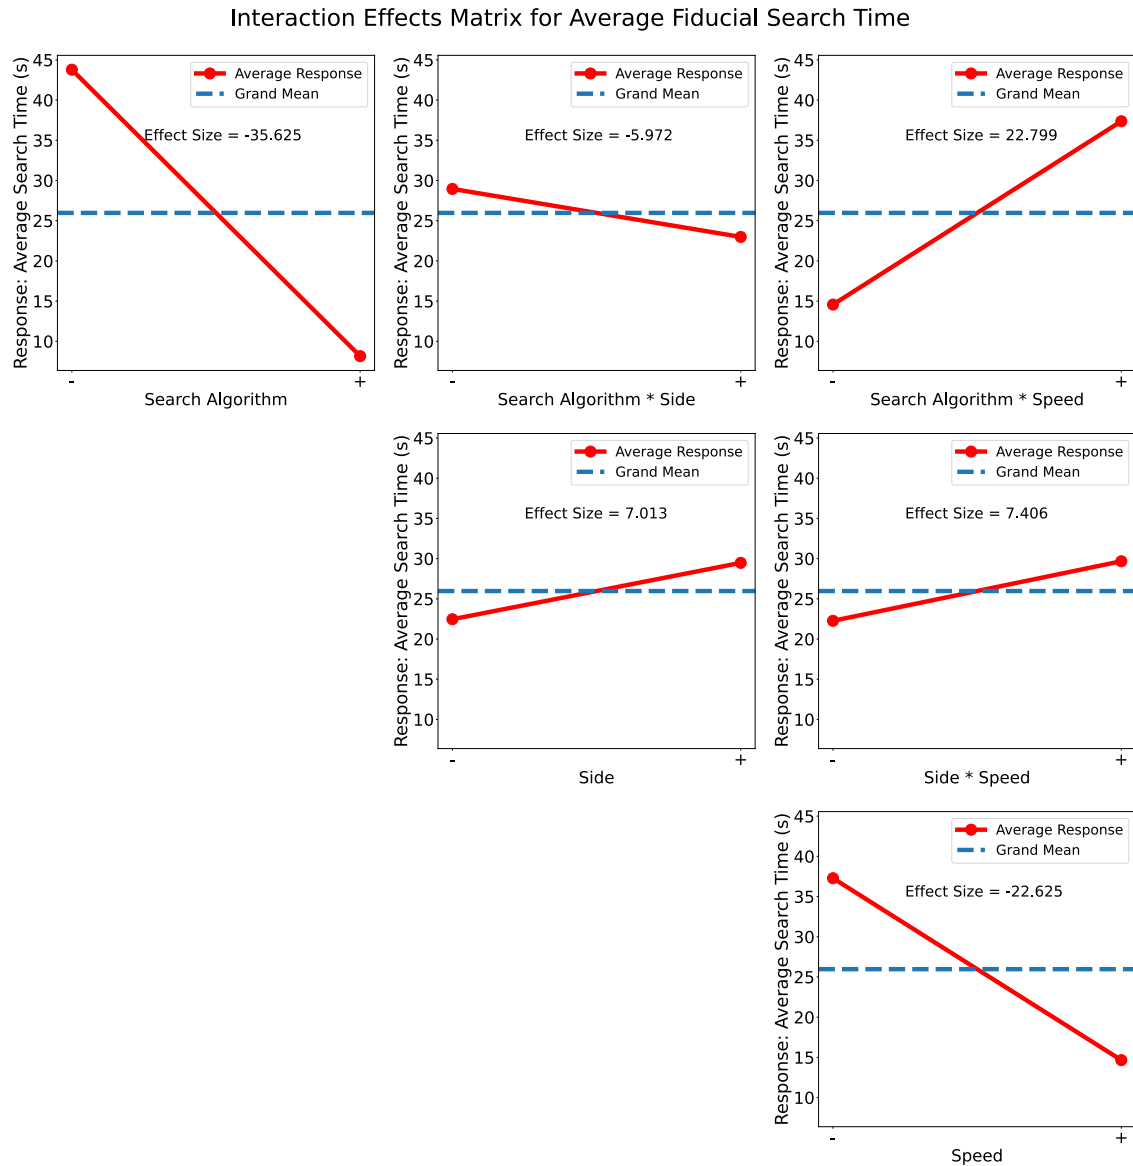 Interaction Effects Matrix for Average Fiducial Search Time
Response: Average Search Time (s)
45
40
35
30
25
20
15
10
Average Response
Grand Mean
Effect Size = -35.625
-
+
Search Algorithm
Response: Average Search Time (s)
45
40
35
30
25
20
15
10
Average Response
Grand Mean
Effect Size = -5.972
-
+
Search Algorithm * Side
Response: Average Search Time (s)
45
40
35
30
25
20
15
10
Average Response
Grand Mean
Effect Size = 22.799
-
+
Search Algorithm * Speed
Response: Average Search Time (s)
45
40
35
30
25
20
15
10
Average Response
Grand Mean
Effect Size = 7.013
-
+
Side
Response: Average Search Time (s)
45
40
35
30
25
20
15
10
Average Response
Grand Mean
Effect Size = 7.406
-
+
Side * Speed
Response: Average Search Time (s)
45
40
35
30
25
20
15
10
Average Response
Grand Mean
Effect Size = -22.625
-
+
Speed